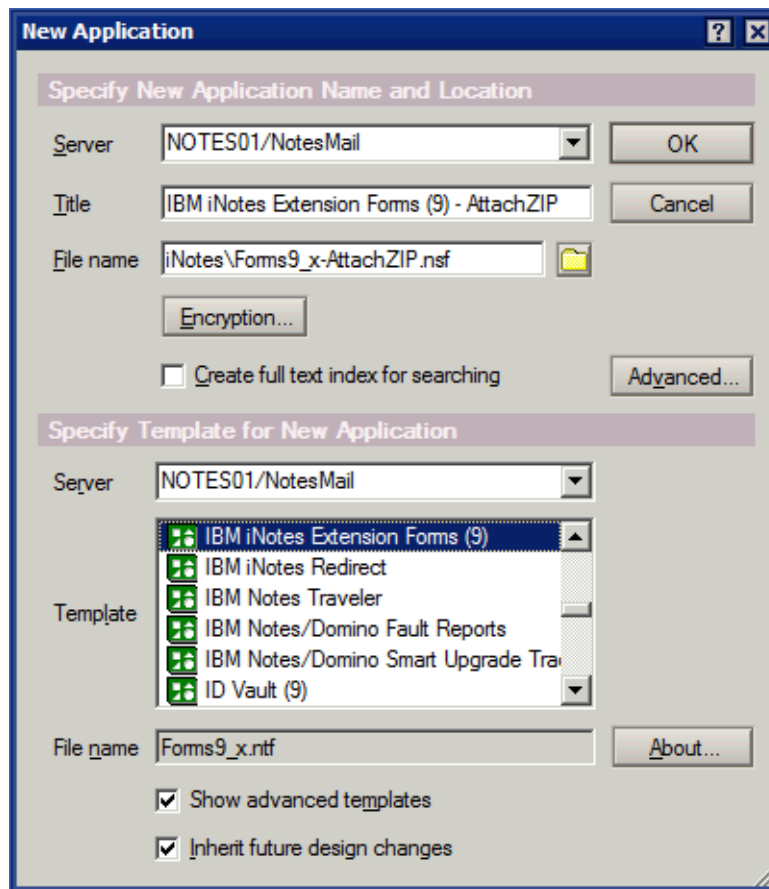 New Application
Specify New Application Name and Location
Server NOTES01/NotesMail OK
Title IBM iNotes Extension Forms (9) - AttachZIP Cancel
File name iNotes\Forms9_x-AttachZIP.nsf
Encryption...
Create full text index for searching Advanced...
Specify Template for New Application
Server NOTES01/NotesMail
IBM iNotes Extension Forms (9)
IBM iNotes Redirect
IBM Notes Traveler
Template
IBM Notes/Domino Fault Reports
IBM Notes/Domino Smart Upgrade Tra
ID Vault (9)
File name Forms9_x.ntf About...
Show advanced templates
Inherit future design changes